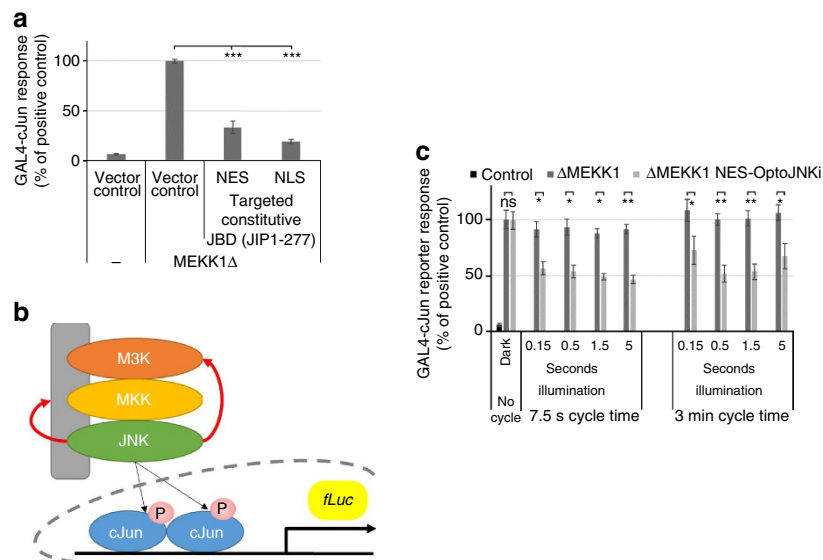 a
GAL4-cJun response
(% of positive control)
100
50
0
***
***
Vector
control
Vector
control
NES
NLS
Targeted
constitutive
JBD (JIP1-277)
–
MEKK1Δ
b
M3K
MKK
JNK
P
P
cJun
cJun
fLuc
c
Control
ΔMEKK1
ΔMEKK1 NES-OptoJNKi
GAL4-cJun reporter response
(% of positive control)
100
50
0
ns
*
*
*
**
*
**
**
*
Dark
0.15
0.5
1.5
5
0.15
0.5
1.5
5
Seconds
illumination
Seconds
illumination
No
cycle
7.5 s cycle time
3 min cycle time